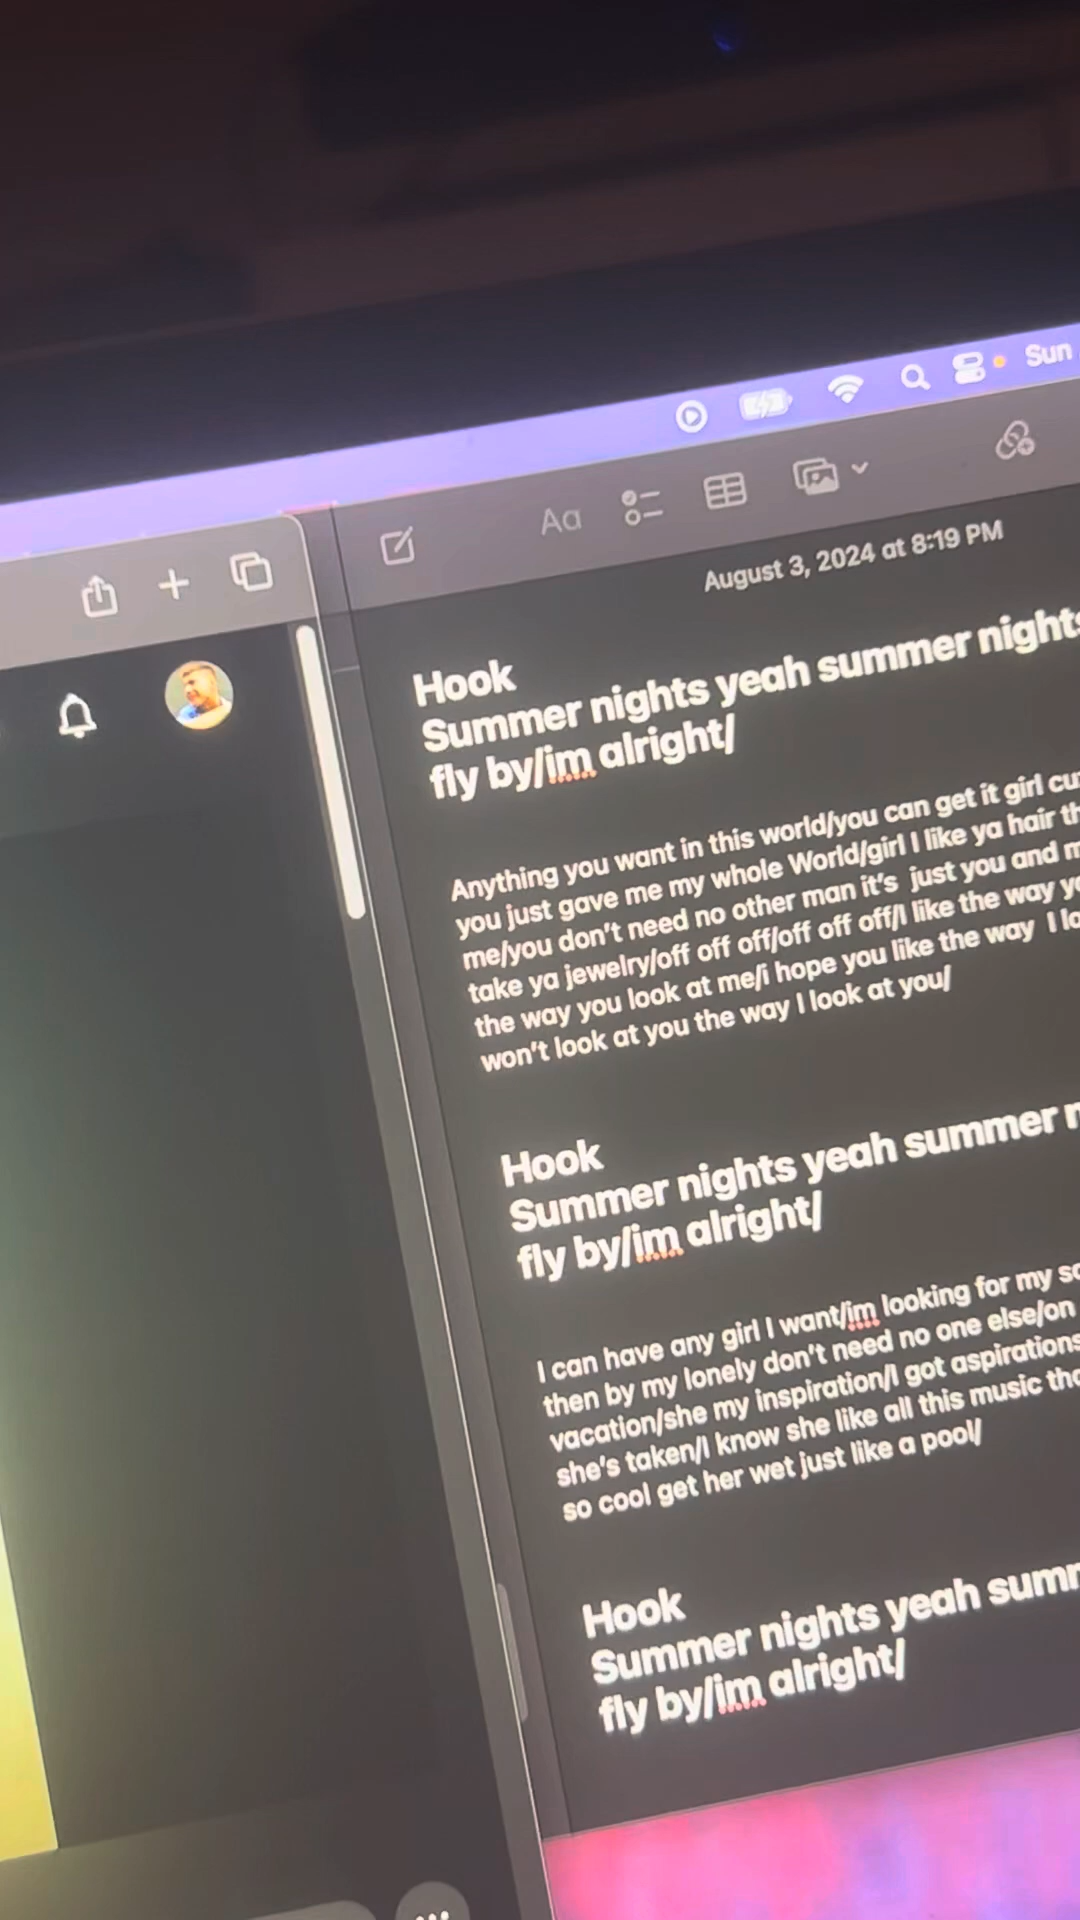 Sun
Aa
August 3, 2024 at 8:19 PM
Hook
Summer nights yeah summer nights
fly by/im alright/
Anything you want in this world/you can get it girl
you just gave me my whole World/girl I like ya hair
me/you don't need no other man it's just you and
take ya jewelry/off off off/off off off/I like the way
the way you look at me/i hope you like the way I
won't look at you the way I look at you/
Hook
Summer nights yeah summer
fly by/im alright/
I can have any girl I want/im looking for my
then by my lonely don't need no one else/on
vacation/she my inspiration/I got aspirations
she's taken/I know she like all this music
so cool get her wet just like a pool/
Hook
Summer nights yeah
fly by/im alright/